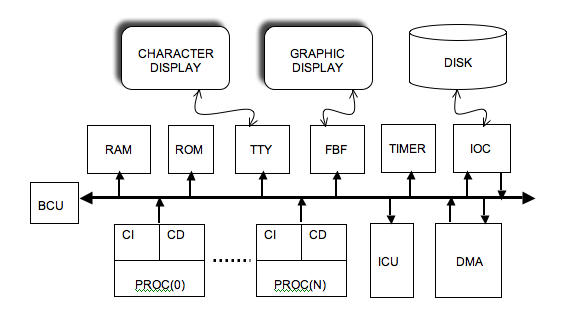 CHARACTER
DISPLAY
GRAPHIC
DISPLAY
DISK
RAM
ROM
TTY
FBF
TIMER
IOC
BCU
CI
CD
PROC(0)
CI
CD
PROC(N)
ICU
DMA